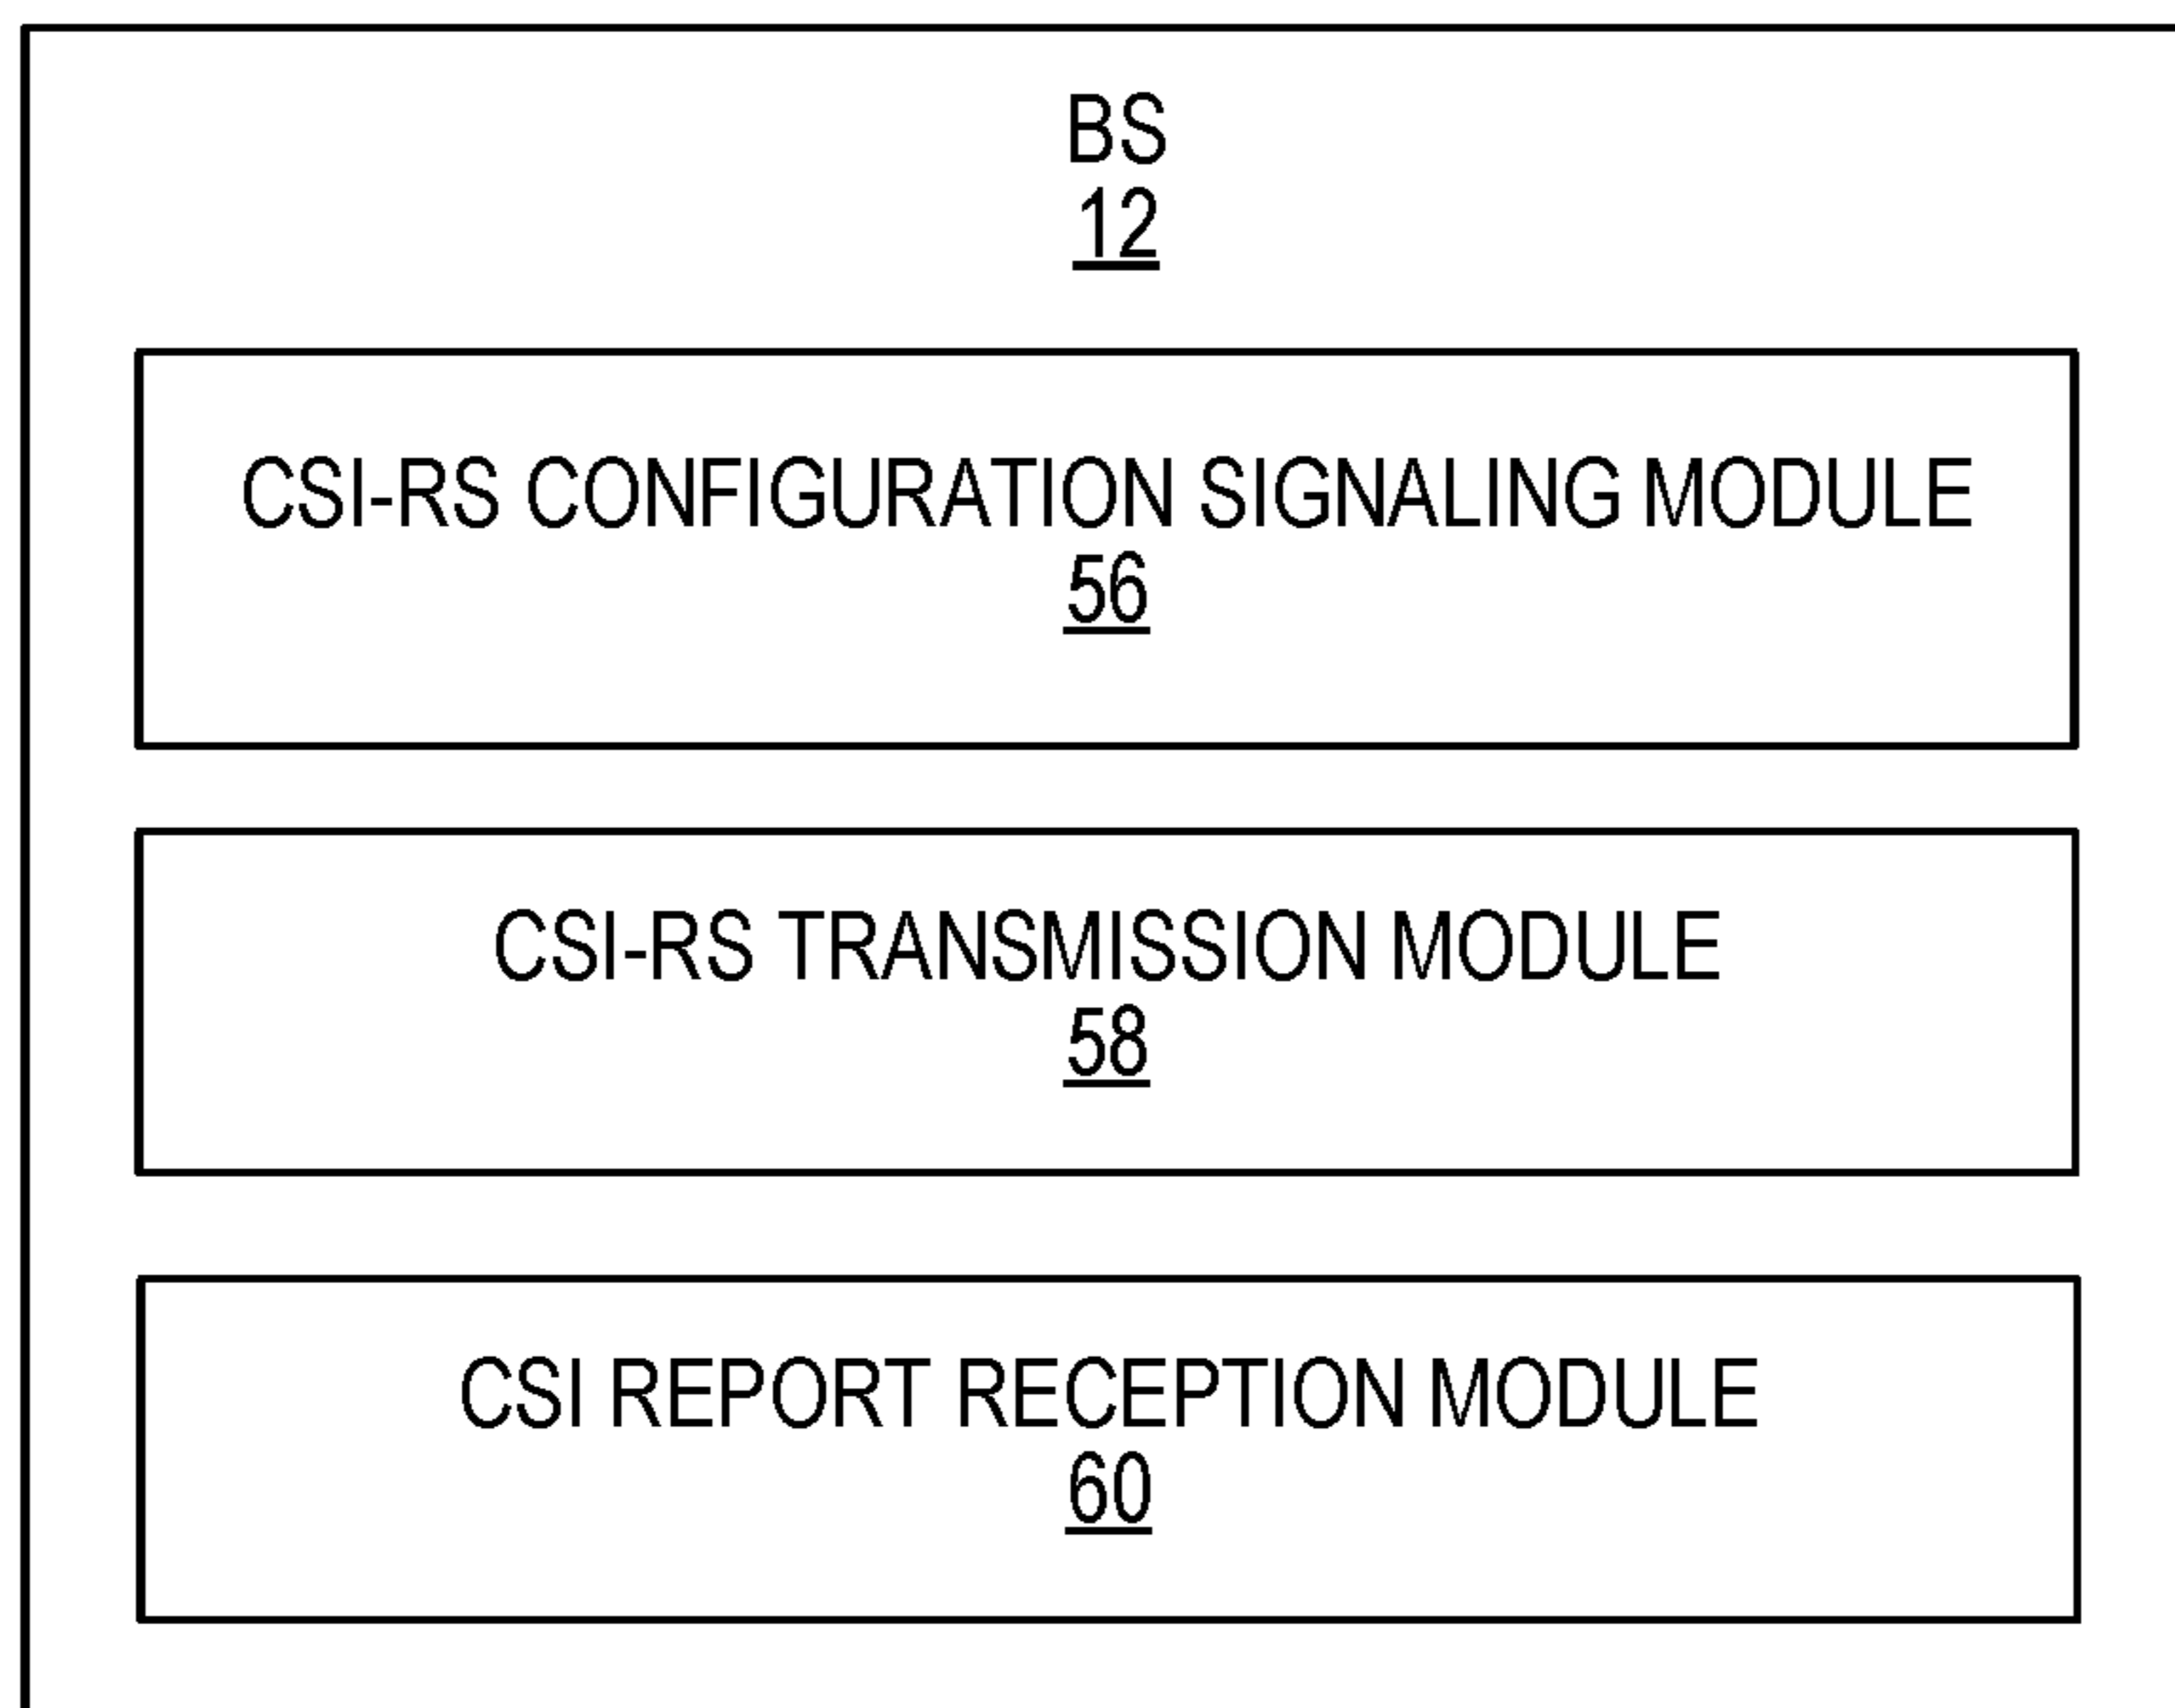 BS
12
CSI-RS CONFIGURATION SIGNALING MODULE
56
CSI-RS TRANSMISSION MODULE
58
CSI REPORT RECEPTION MODULE
60